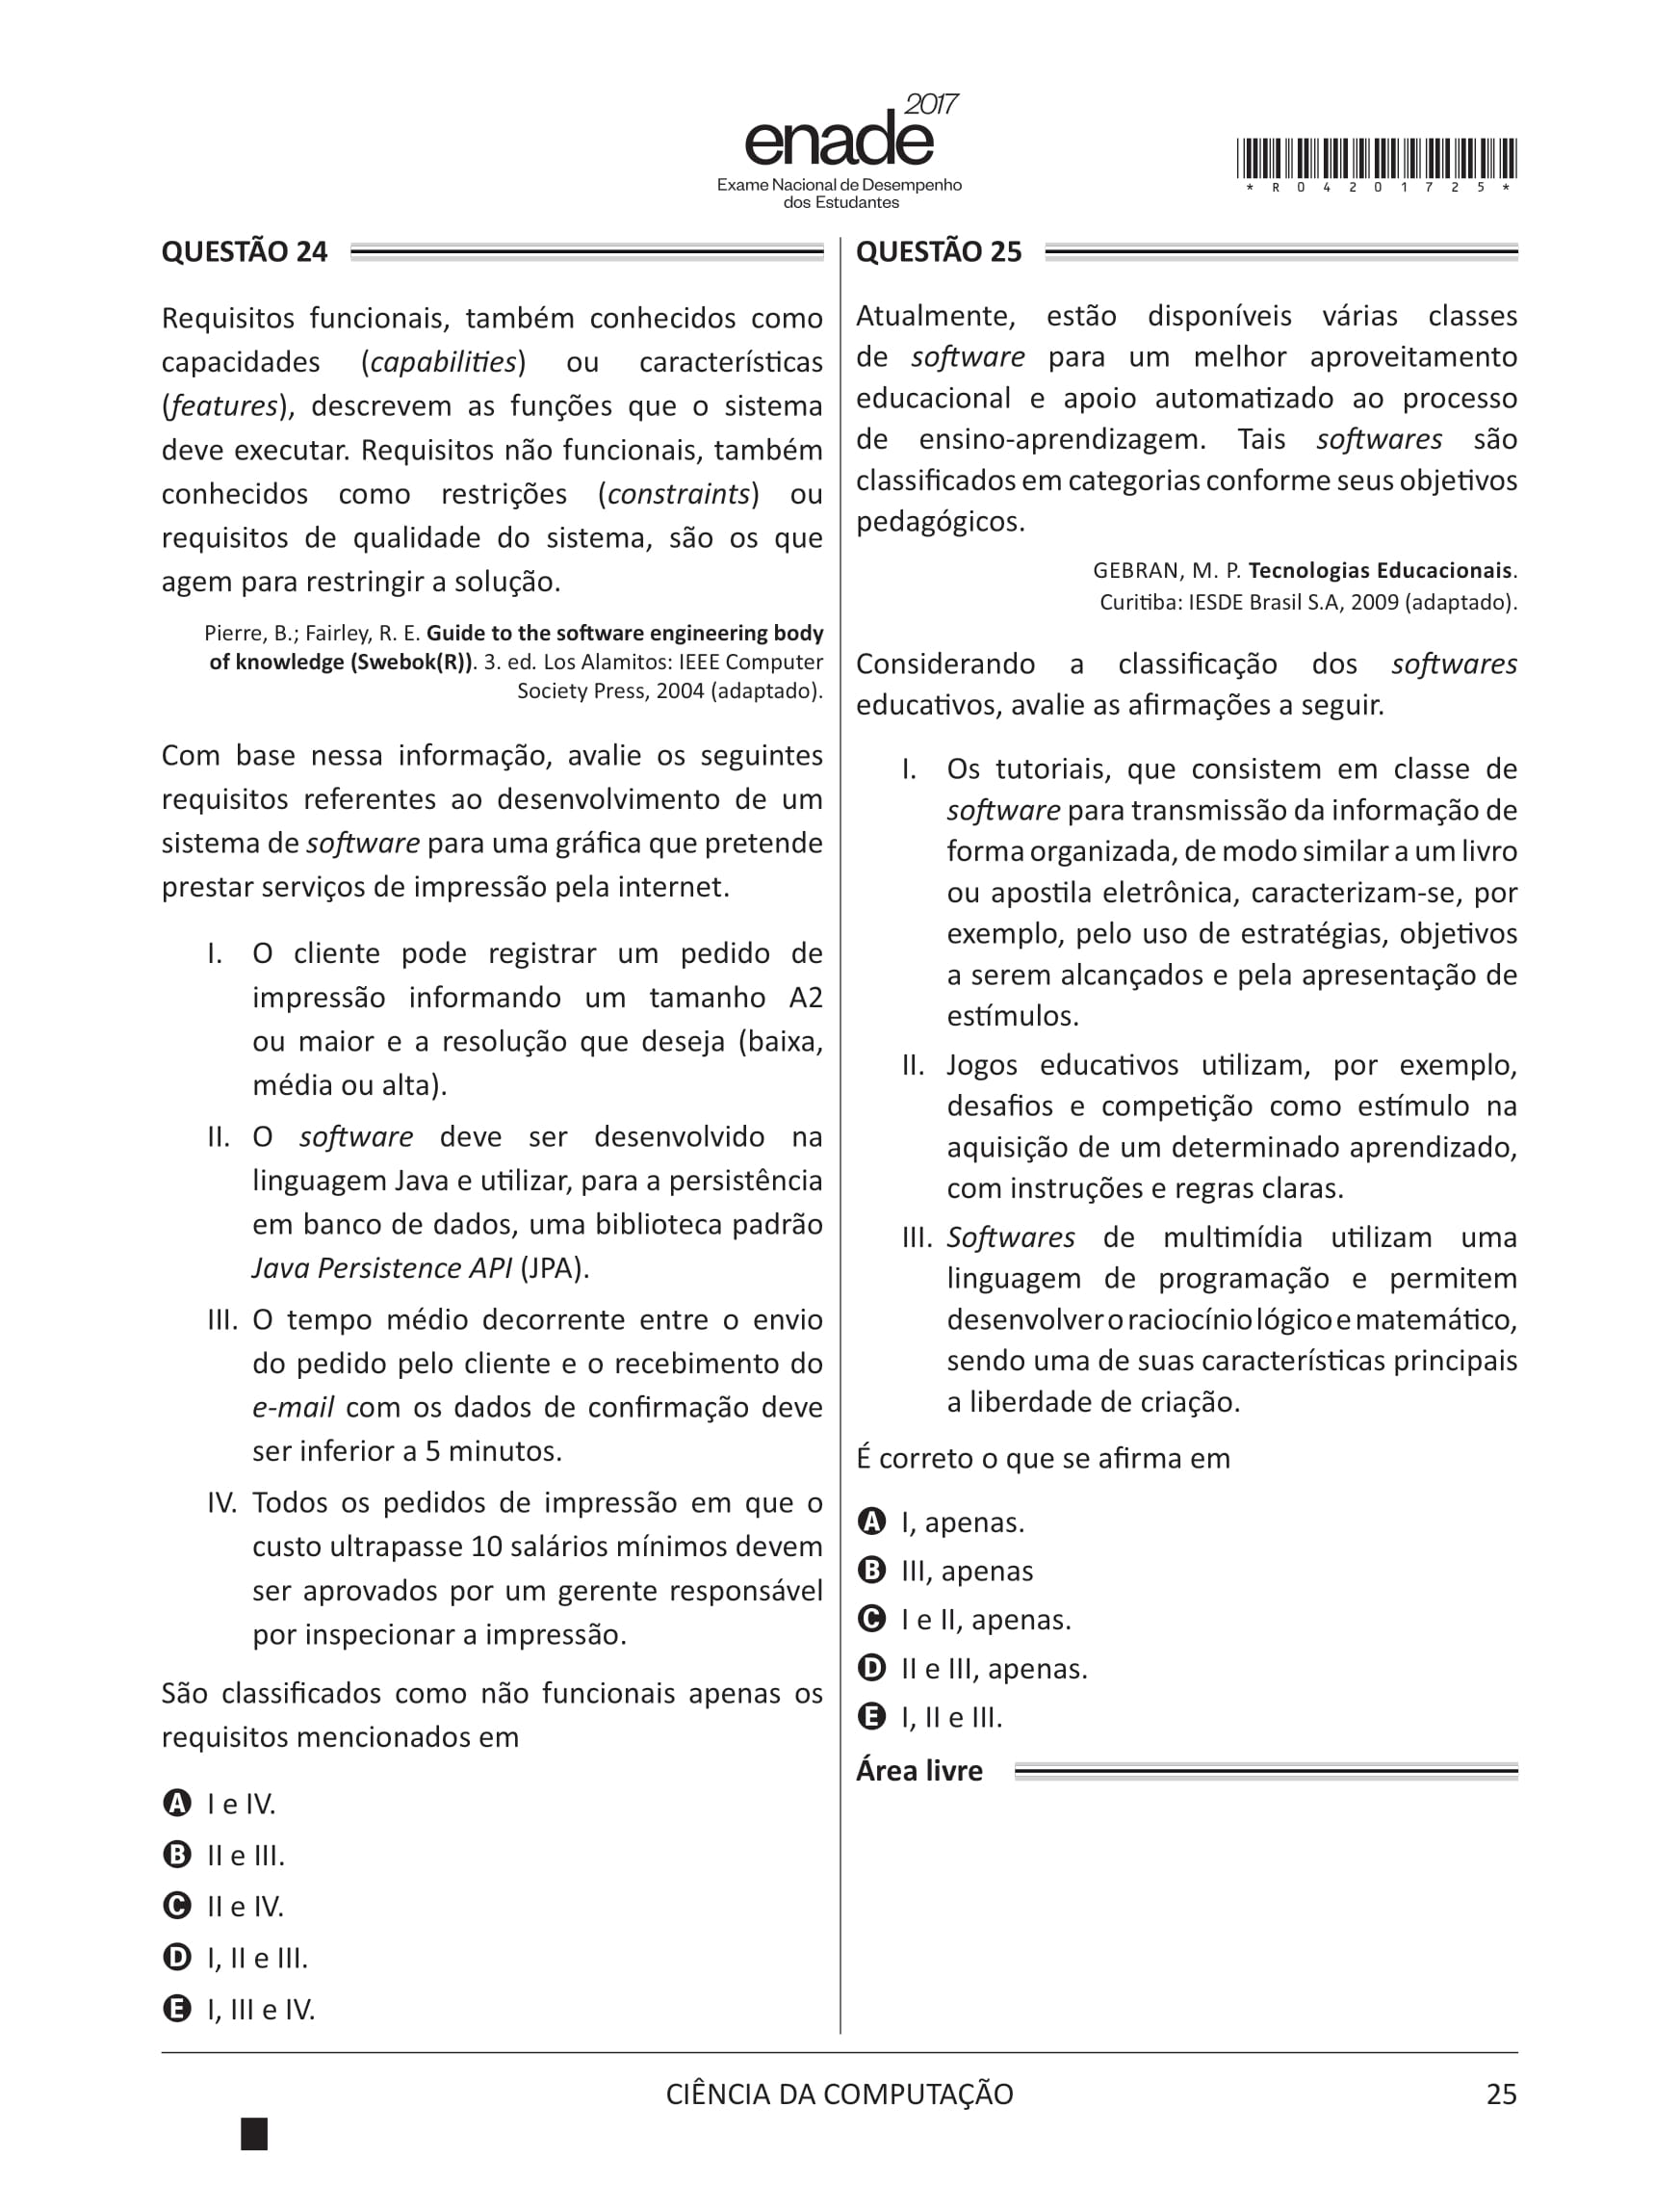 2017
enade
Exame Nacional de Desempenho
dos Estudantes
* R 0 4 2 0 1 7 2 5 *
QUESTÃO 24
Requisitos funcionais, também conhecidos como
capacidades (capabilities) ou características
(features), descrevem as funções que o sistema
deve executar. Requisitos não funcionais, também
conhecidos como restrições (constraints) ou
requisitos de qualidade do sistema, são os que
agem para restringir a solução.
Pierre, B.; Fairley, R. E. Guide to the software engineering body
of knowledge (Swebok(R)). 3. ed. Los Alamitos: IEEE Computer
Society Press, 2004 (adaptado).
Com base nessa informação, avalie os seguintes
requisitos referentes ao desenvolvimento de um
sistema de software para uma gráfica que pretende
prestar serviços de impressão pela internet.
I. O cliente pode registrar um pedido de
impressão informando um tamanho A2
ou maior e a resolução que deseja (baixa,
média ou alta).
II. O software deve ser desenvolvido na
linguagem Java e utilizar, para a persistência
em banco de dados, uma biblioteca padrão
Java Persistence API (JPA).
III. O tempo médio decorrente entre o envio
do pedido pelo cliente e o recebimento do
e-mail com os dados de confirmação deve
ser inferior a 5 minutos.
IV. Todos os pedidos de impressão em que o
custo ultrapasse 10 salários mínimos devem
ser aprovados por um gerente responsável
por inspecionar a impressão.
São classificados como não funcionais apenas os
requisitos mencionados em
A I e IV.
B II e III.
C II e IV.
D I, II e III.
E I, III e IV.
QUESTÃO 25
Atualmente, estão disponíveis várias classes
de software para um melhor aproveitamento
educacional e apoio automatizado ao processo
de ensino-aprendizagem. Tais softwares são
classificados em categorias conforme seus objetivos
pedagógicos.
GEBRAN, M. P. Tecnologias Educacionais.
Curitiba: IESDE Brasil S.A, 2009 (adaptado).
Considerando a classificação dos softwares
educativos, avalie as afirmações a seguir.
I. Os tutoriais, que consistem em classe de
software para transmissão da informação de
forma organizada, de modo similar a um livro
ou apostila eletrônica, caracterizam-se, por
exemplo, pelo uso de estratégias, objetivos
a serem alcançados e pela apresentação de
estímulos.
II. Jogos educativos utilizam, por exemplo,
desafios e competição como estímulo na
aquisição de um determinado aprendizado,
com instruções e regras claras.
III. Softwares de multimídia utilizam uma
linguagem de programação e permitem
desenvolver o raciocínio lógico e matemático,
sendo uma de suas características principais
a liberdade de criação.
É correto o que se afirma em
A I, apenas.
B III, apenas
C I e II, apenas.
D II e III, apenas.
E I, II e III.
Área livre
CIÊNCIA DA COMPUTAÇÃO
25